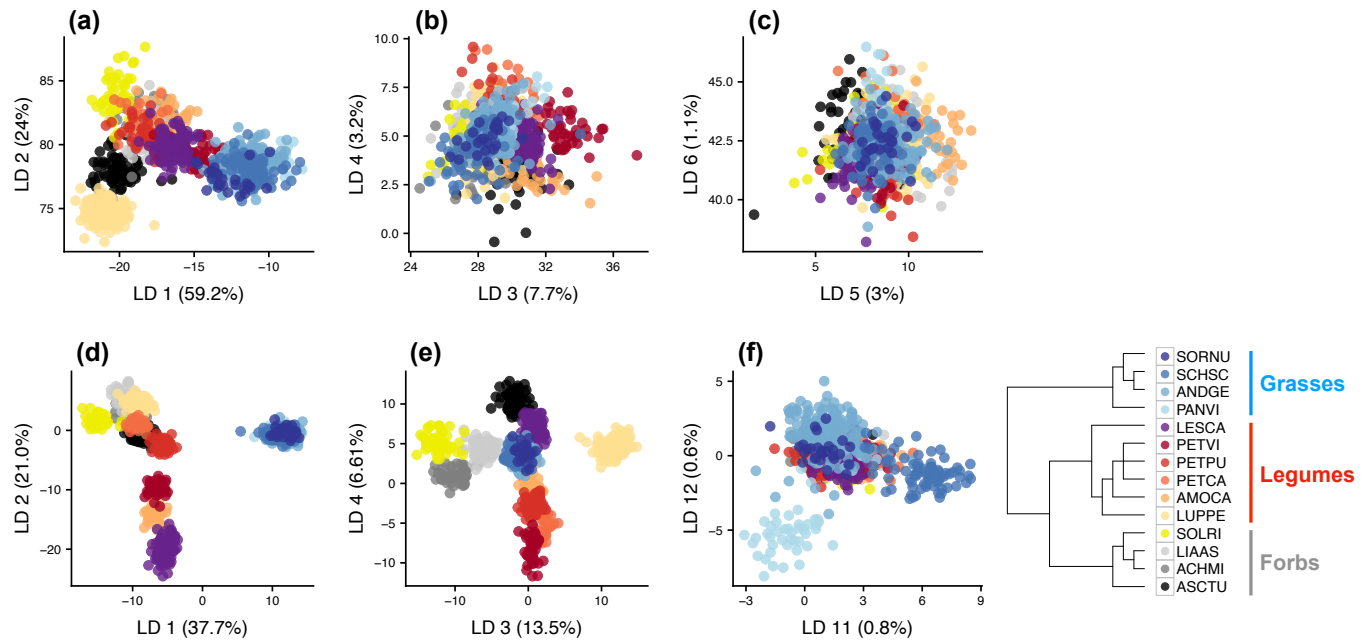 (a)
(b)
(c)
85
80
75
LD 2 (24%)
−20
−15
−10
LD 1 (59.2%)
10.0
7.5
5.0
2.5
0.0
LD 4 (3.2%)
24
28
32
36
LD 3 (7.7%)
45.0
42.5
40.0
LD 6 (1.1%)
5
10
LD 5 (3%)
(d)
(e)
(f)
0
−10
−20
LD 2 (21.0%)
−10
0
10
LD 1 (37.7%)
10
5
0
−5
−10
LD 4 (6.61%)
−10
0
10
LD 3 (13.5%)
5
0
−5
LD 12 (0.6%)
−3
0
3
6
9
LD 11 (0.8%)
SORNU
SCHSC
ANDGE
PANVI
LESCA
PETVI
PETPU
PETCA
AMOCA
LUPPE
SOLRI
LIAAS
ACHMI
ASCTU
Grasses
Legumes
Forbs